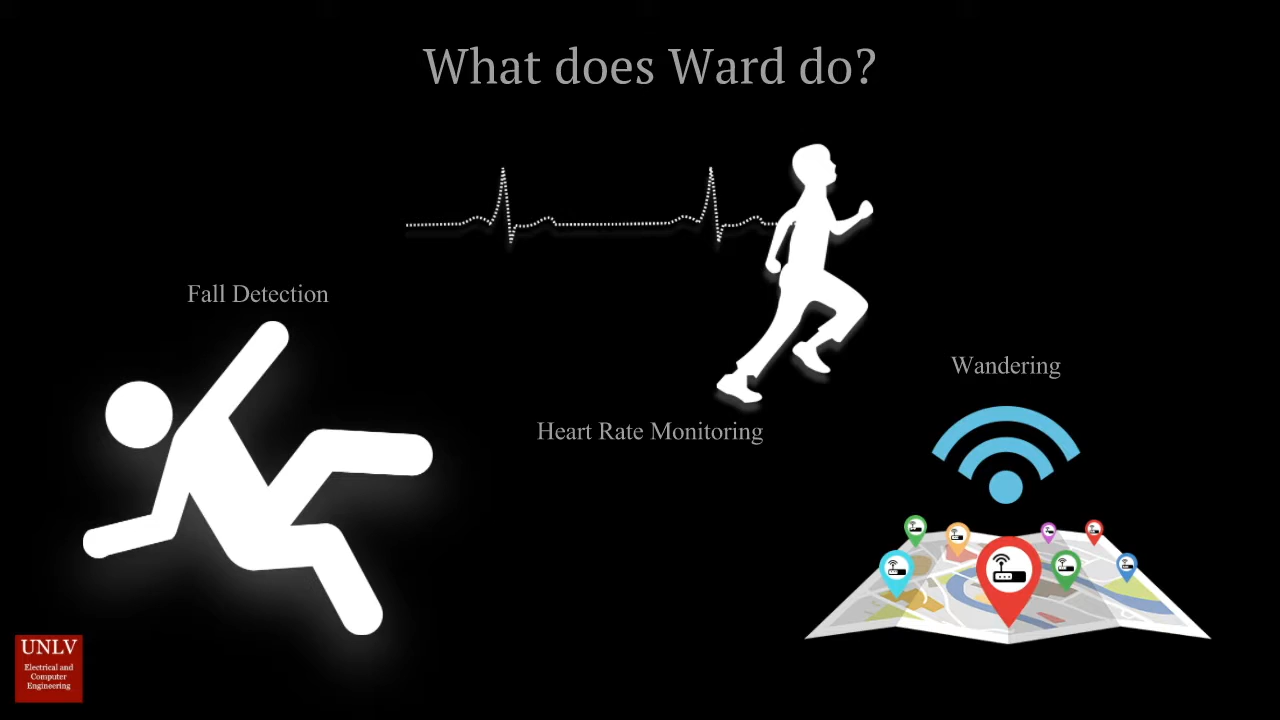 What does Ward do?
Fall Detection
Heart Rate Monitoring
Wandering
UNLV
Electrical and
Computer
Engineering